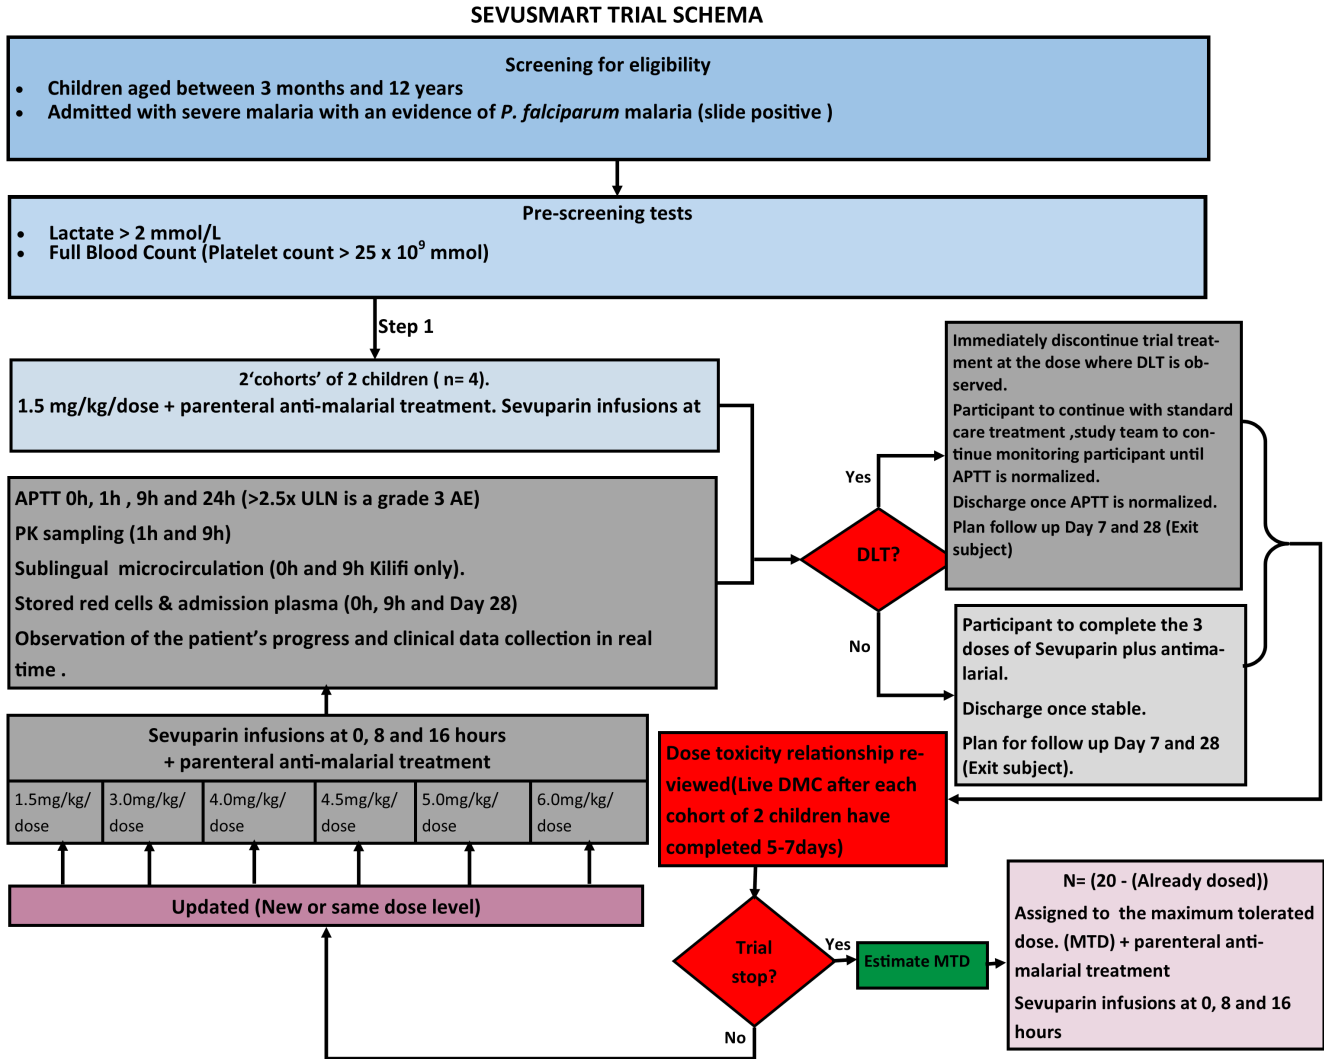 SEVUSMART TRIAL SCHEMA
Screening for eligibility
• Children aged between 3 months and 12 years
• Admitted with severe malaria with an evidence of P. falciparum malaria (slide positive )
Pre-screening tests
• Lactate > 2 mmol/L
• Full Blood Count (Platelet count > 25 x 10⁹ mmol)
Step 1
2‘cohorts’ of 2 children ( n= 4).
1.5 mg/kg/dose + parenteral anti-malarial treatment. Sevuparin infusions at
APTT 0h, 1h , 9h and 24h (>2.5x ULN is a grade 3 AE)
PK sampling (1h and 9h)
Sublingual  microcirculation (0h and 9h Kilifi only).
Stored red cells & admission plasma (0h, 9h and Day 28)
Observation of the patient’s progress and clinical data collection in real
time .
DLT?
Yes
Immediately discontinue trial treat-
ment at the dose where DLT is ob-
served.
Participant to continue with standard
care treatment ,study team to con-
tinue monitoring participant until
APTT is normalized.
Discharge once APTT is normalized.
Plan follow up Day 7 and 28 (Exit
subject)
No
Participant to complete the 3
doses of Sevuparin plus antima-
larial.
Discharge once stable.
Plan for follow up Day 7 and 28
(Exit subject).
Sevuparin infusions at 0, 8 and 16 hours
+ parenteral anti-malarial treatment
1.5mg/kg/
dose
3.0mg/kg/
dose
4.0mg/kg/
dose
4.5mg/kg/
dose
5.0mg/kg/
dose
6.0mg/kg/
dose
Updated (New or same dose level)
Dose toxicity relationship re-
viewed(Live DMC after each
cohort of 2 children have
completed 5-7days)
Trial
stop?
Yes
No
Estimate MTD
N= (20 - (Already dosed))
Assigned to  the maximum tolerated
dose. (MTD) + parenteral anti-
malarial treatment
Sevuparin infusions at 0, 8 and 16
hours